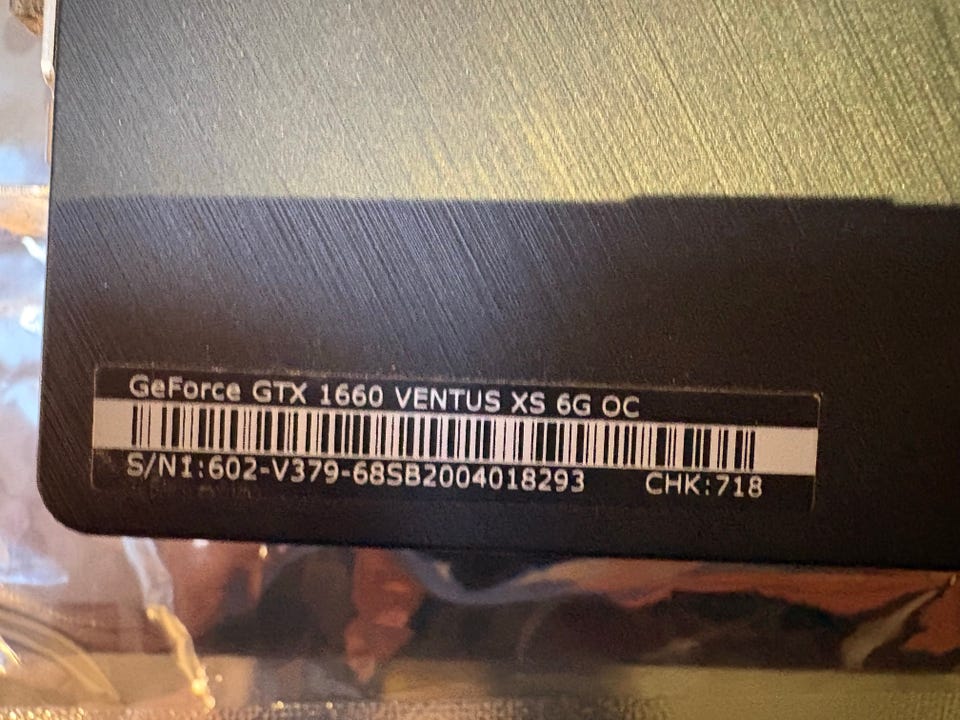 GeForce GTX 1660 VENTUS XS 6G OC
S/N1:602-V379-68SB2004018293 CHK:718